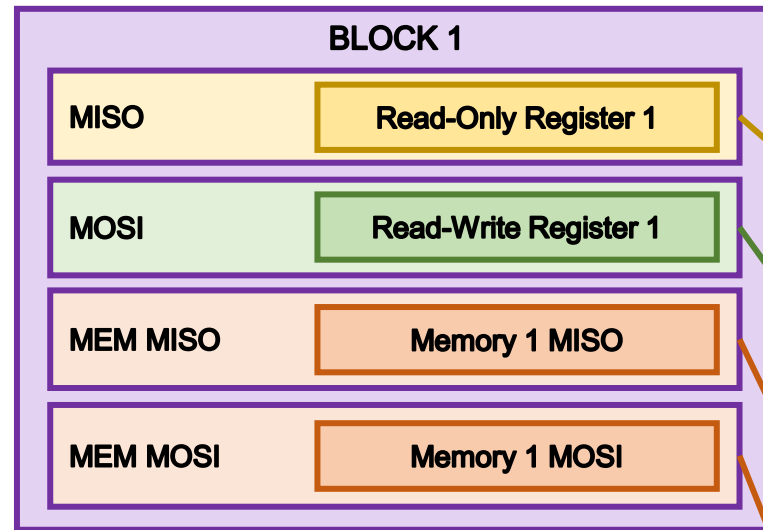 BLOCK 1
MISO
Read-Only Register 1
MOSI
Read-Write Register 1
MEM MISO
Memory 1 MISO
MEM MOSI
Memory 1 MOSI